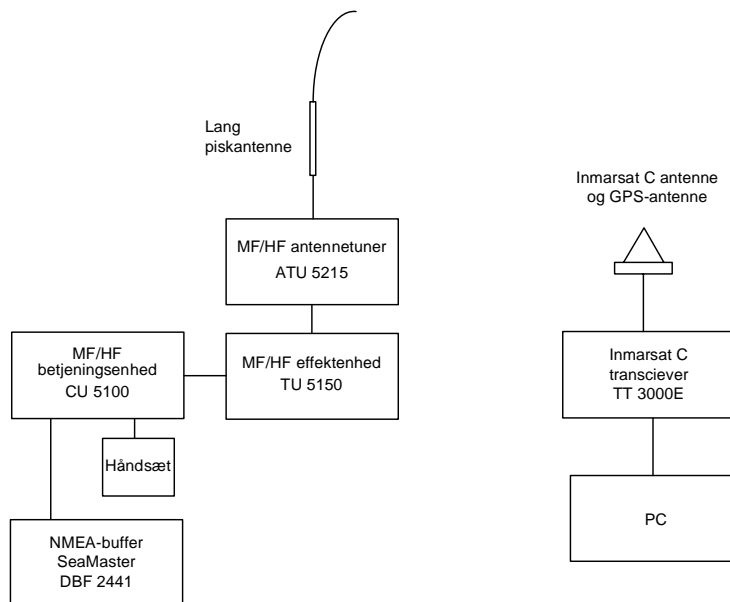 Lang
piskantenne
MF/HF antennetuner
ATU 5215
MF/HF
betjeningsenhed
CU 5100
MF/HF effektenhed
TU 5150
Håndsæt
NMEA-buffer
SeaMaster
DBF 2441
Inmarsat C antenne
og GPS-antenne
Inmarsat C
transciever
TT 3000E
PC